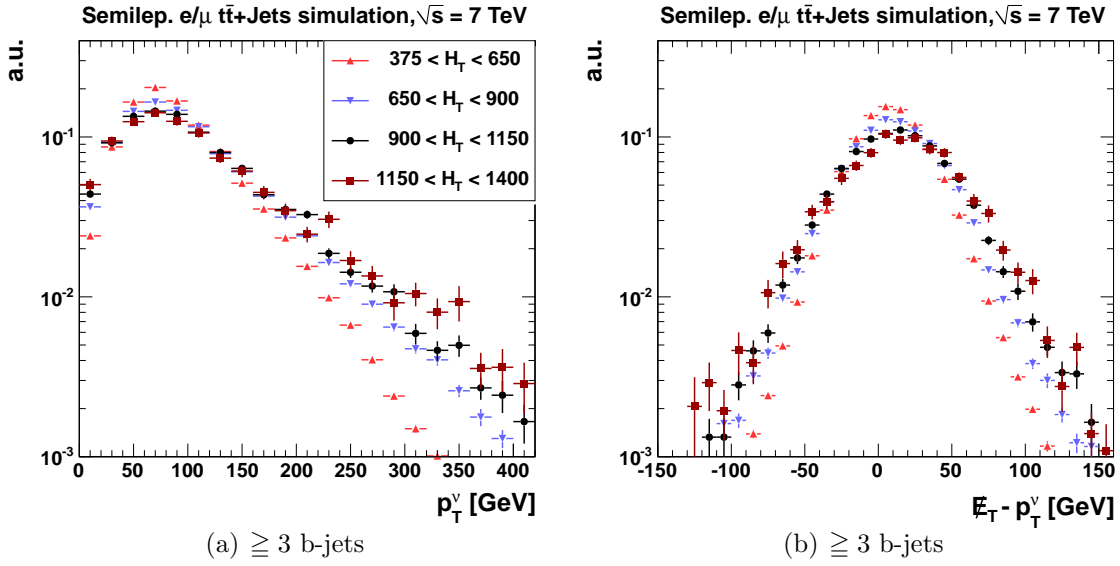 Semilep. e/μ tt̄+Jets simulation,√s = 7 TeV
a.u.
375 < H_T < 650
650 < H_T < 900
900 < H_T < 1150
1150 < H_T < 1400
10⁻¹
10⁻²
10⁻³
0 50 100 150 200 250 300 350 400
p_T^ν [GeV]
(a) ≧ 3 b-jets
Semilep. e/μ tt̄+Jets simulation,√s = 7 TeV
a.u.
10⁻¹
10⁻²
10⁻³
-150 -100 -50 0 50 100 150
E̸_T - p_T^ν [GeV]
(b) ≧ 3 b-jets